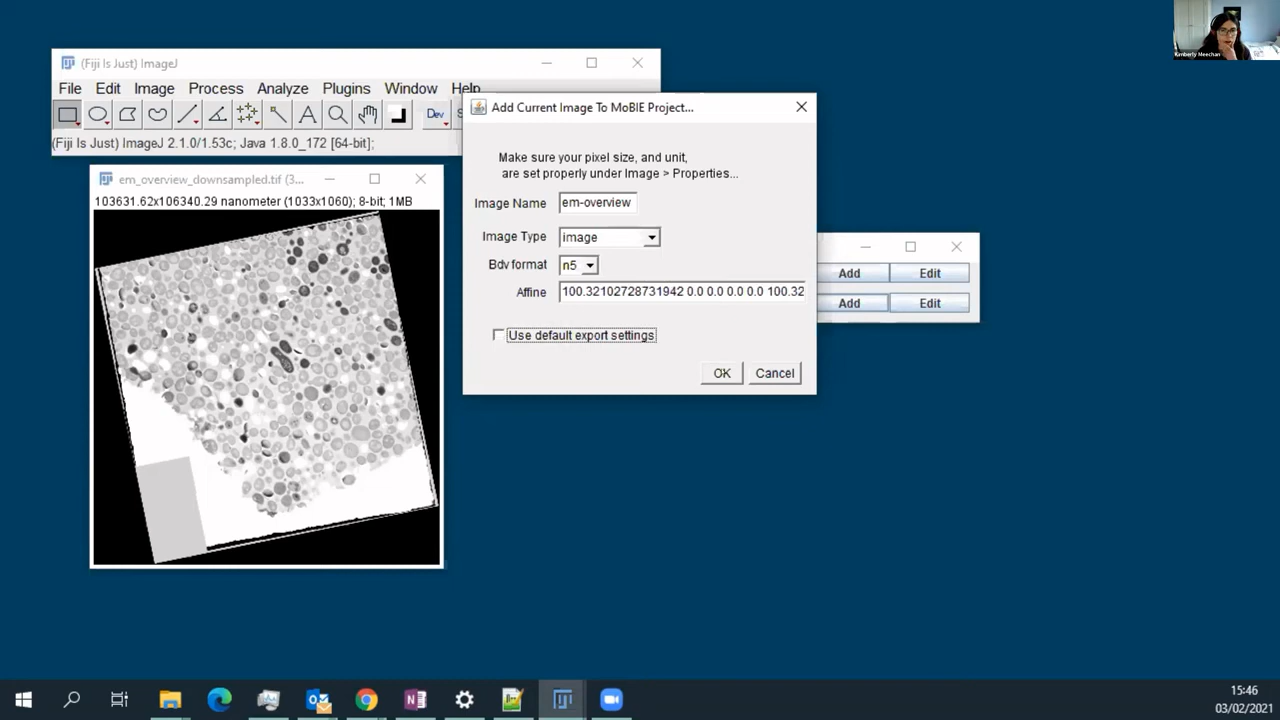 Kimberly Meechan
(Fiji Is Just) ImageJ
File Edit Image Process Analyze Plugins Window Help
Dev
(Fiji Is Just) ImageJ 2.1.0/1.53c; Java 1.8.0_172 [64-bit];
Add Current Image To MoBIE Project...
Make sure your pixel size, and unit,
are set properly under Image > Properties...
Image Name em-overview
Image Type image
Bdv format n5
Affine 100.32102728731942 0.0 0.0 0.0 0.0 100.32
Use default export settings
OK Cancel
em_overview_downsampled.tif (3...
103631.62x106340.29 nanometer (1033x1060); 8-bit; 1MB
Add Edit
Add Edit
15:46
03/02/2021